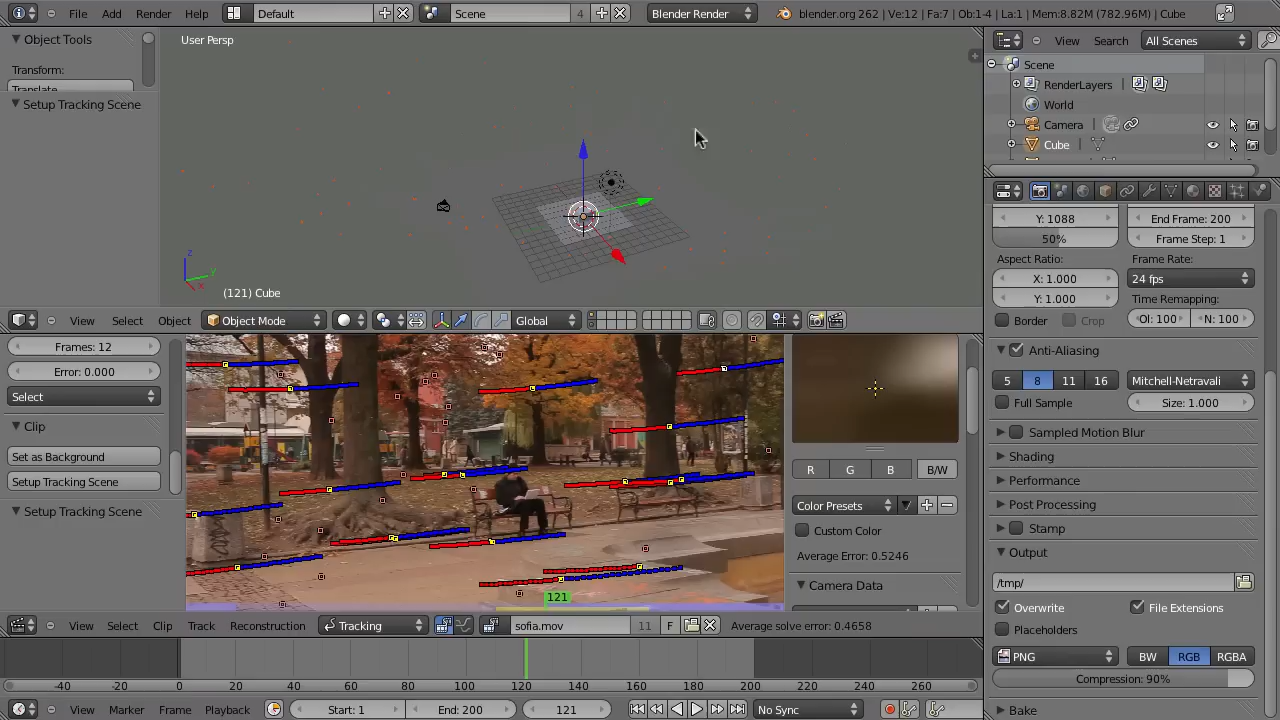 File Add Render Help Default Scene 4 Blender Render blender.org 262 | Ve:12 | Fa:7 | Ob:1-4 | La:1 | Mem:8.82M (782.96M) | Cube
Object Tools
Transform:
Translate
Setup Tracking Scene
User Persp
z
y
x
(121) Cube
View Select Object Object Mode Global
View Search All Scenes
Scene
RenderLayers
World
Camera
Cube
Frames: 12
Error: 0.000
Select
Clip
Set as Background
Setup Tracking Scene
Setup Tracking Scene
121
R G B B/W
Color Presets
Custom Color
Average Error: 0.5246
Camera Data
View Select Clip Track Reconstruction Tracking sofia.mov 11 F Average solve error: 0.4658
Y: 1088 End Frame: 200
50% Frame Step: 1
Aspect Ratio: Frame Rate:
X: 1.000 24 fps
Y: 1.000 Time Remapping:
Border Crop Ol: 100 N: 100
Anti-Aliasing
5 8 11 16 Mitchell-Netravali
Full Sample Size: 1.000
Sampled Motion Blur
Shading
Performance
Post Processing
Stamp
Output
/tmp/
Overwrite File Extensions
Placeholders
PNG BW RGB RGBA
Compression: 90%
Bake
-40 -20 0 20 40 60 80 100 120 140 160 180 200 220 240 260
View Marker Frame Playback Start: 1 End: 200 121 No Sync